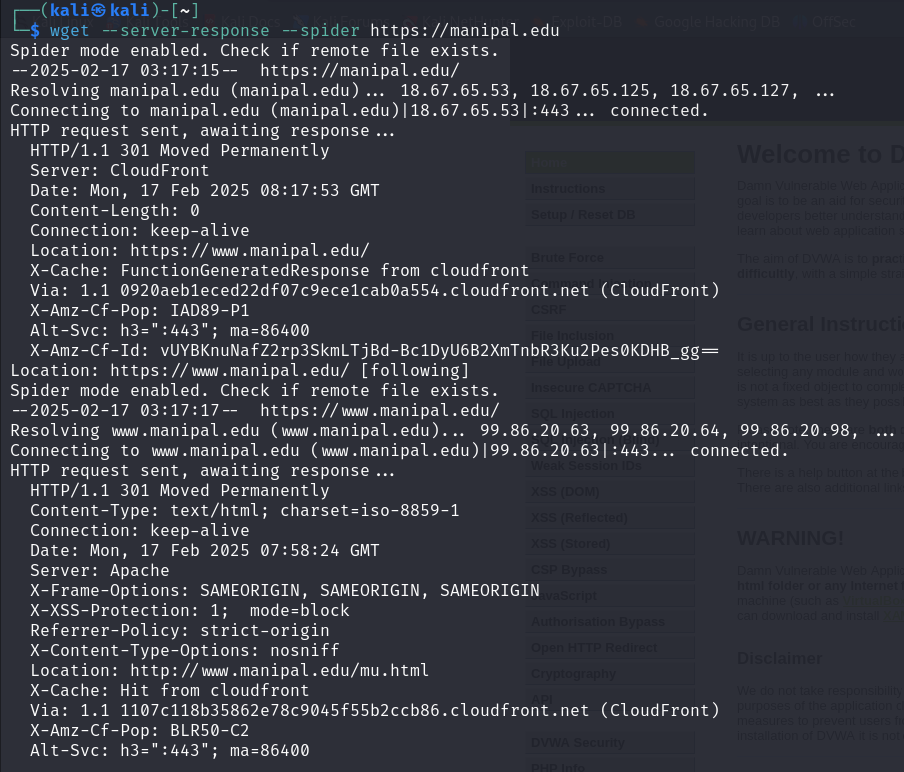 ┌──(kali㉿kali)-[~]
└─$ wget --server-response --spider https://manipal.edu
Spider mode enabled. Check if remote file exists.
--2025-02-17 03:17:15--  https://manipal.edu/
Resolving manipal.edu (manipal.edu)... 18.67.65.53, 18.67.65.125, 18.67.65.127, ...
Connecting to manipal.edu (manipal.edu)|18.67.65.53|:443... connected.
HTTP request sent, awaiting response...
HTTP/1.1 301 Moved Permanently
Server: CloudFront
Date: Mon, 17 Feb 2025 08:17:53 GMT
Content-Length: 0
Connection: keep-alive
Location: https://www.manipal.edu/
X-Cache: FunctionGeneratedResponse from cloudfront
Via: 1.1 0920aeb1eced22df07c9ece1cab0a554.cloudfront.net (CloudFront)
X-Amz-Cf-Pop: IAD89-P1
Alt-Svc: h3=":443"; ma=86400
X-Amz-Cf-Id: vUYBKnuNafZ2rp3SkmLTjBd-Bc1DyU6B2XmTnbR3Ku2Pes0KDHB_gg==
Location: https://www.manipal.edu/ [following]
Spider mode enabled. Check if remote file exists.
--2025-02-17 03:17:17--  https://www.manipal.edu/
Resolving www.manipal.edu (www.manipal.edu)... 99.86.20.63, 99.86.20.64, 99.86.20.98, ...
Connecting to www.manipal.edu (www.manipal.edu)|99.86.20.63|:443... connected.
HTTP request sent, awaiting response...
HTTP/1.1 301 Moved Permanently
Content-Type: text/html; charset=iso-8859-1
Connection: keep-alive
Date: Mon, 17 Feb 2025 07:58:24 GMT
Server: Apache
X-Frame-Options: SAMEORIGIN, SAMEORIGIN, SAMEORIGIN
X-XSS-Protection: 1;  mode=block
Referrer-Policy: strict-origin
X-Content-Type-Options: nosniff
Location: http://www.manipal.edu/mu.html
X-Cache: Hit from cloudfront
Via: 1.1 1107c118b35862e78c9045f55b2ccb86.cloudfront.net (CloudFront)
X-Amz-Cf-Pop: BLR50-C2
Alt-Svc: h3=":443"; ma=86400
Exploit-DB
Google Hacking DB
OffSec
Home
Instructions
Setup / Reset DB
Brute Force
CSRF
File Inclusion
File Upload
Insecure CAPTCHA
SQL Injection
Weak Session IDs
XSS (DOM)
XSS (Reflected)
XSS (Stored)
CSP Bypass
JavaScript
Authorisation Bypass
Open HTTP Redirect
Cryptography
API
DVWA Security
PHP Info
Welcome to D
General Instructi
WARNING!
Disclaimer